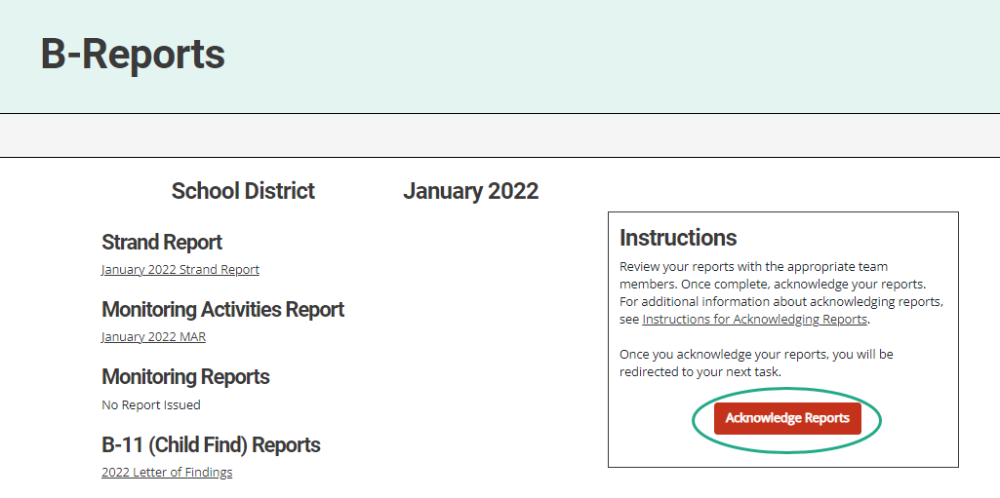 B-Reports
School District
January 2022
Strand Report
January 2022 Strand Report
Monitoring Activities Report
January 2022 MAR
Monitoring Reports
No Report Issued
B-11 (Child Find) Reports
2022 Letter of Findings
Instructions
Review your reports with the appropriate team
members. Once complete, acknowledge your reports.
For additional information about acknowledging reports,
see Instructions for Acknowledging Reports.
Once you acknowledge your reports, you will be
redirected to your next task.
Acknowledge Reports